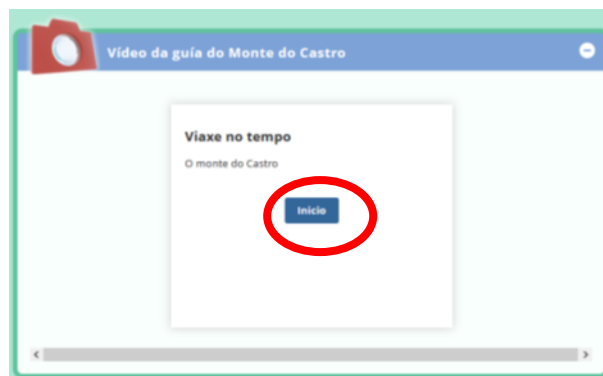 Vídeo da guía do Monte do Castro
Viaxe no tempo
O monte do Castro
Inicio